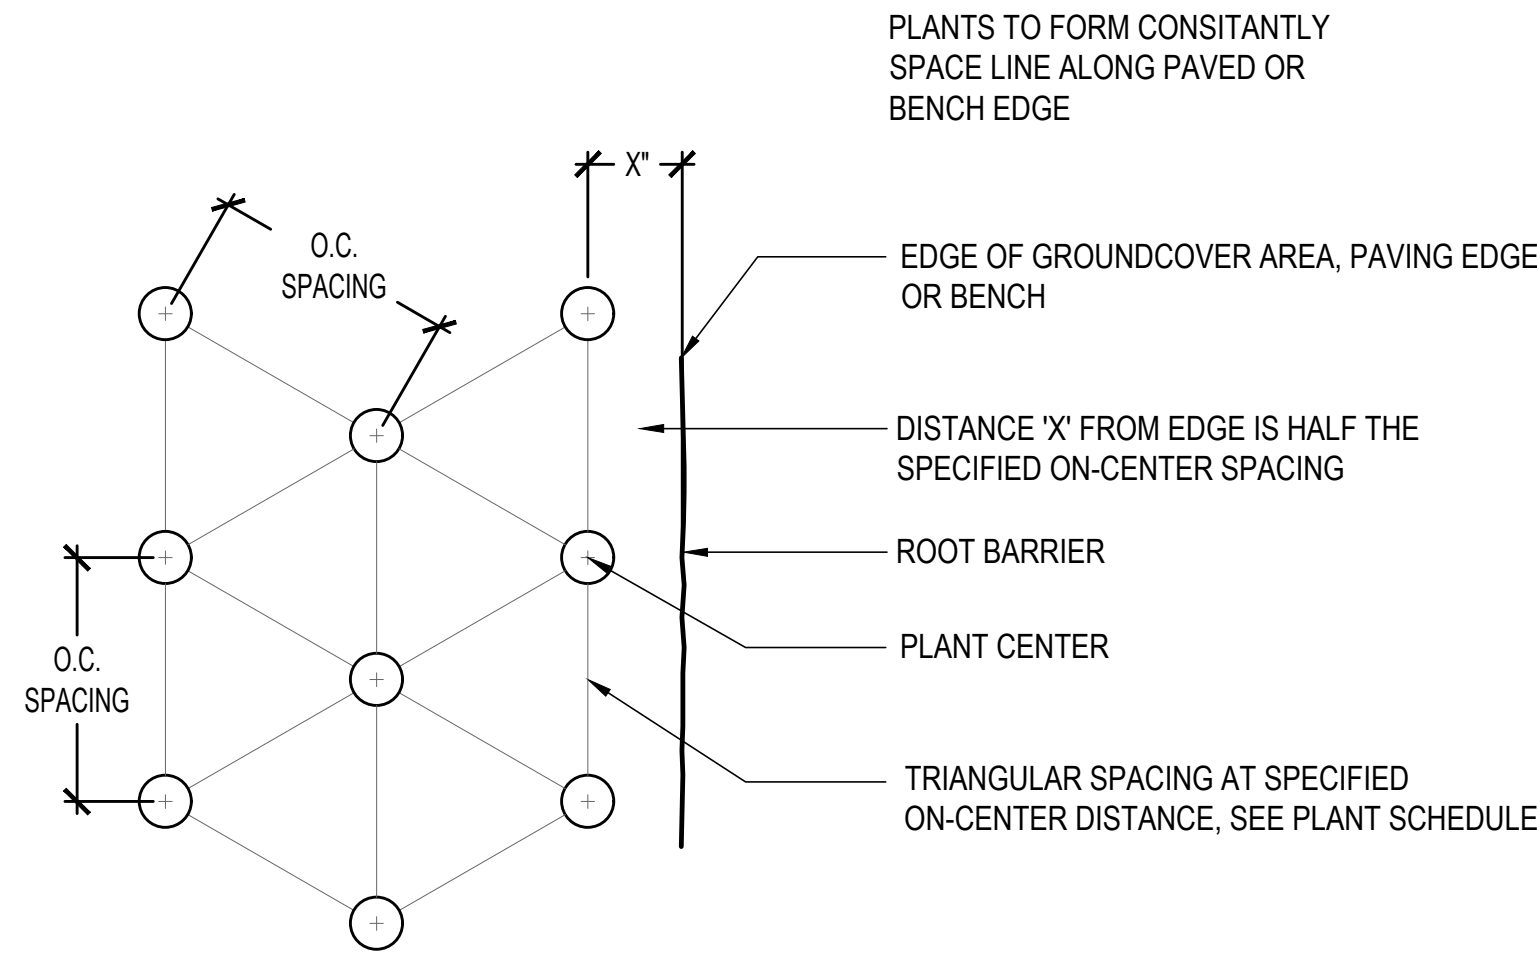 PLANTS TO FORM CONSITANTLY
SPACE LINE ALONG PAVED OR
BENCH EDGE
X"
O.C.
SPACING
EDGE OF GROUNDCOVER AREA, PAVING EDGE
OR BENCH
DISTANCE 'X' FROM EDGE IS HALF THE
SPECIFIED ON-CENTER SPACING
ROOT BARRIER
PLANT CENTER
O.C.
SPACING
TRIANGULAR SPACING AT SPECIFIED
ON-CENTER DISTANCE, SEE PLANT SCHEDULE